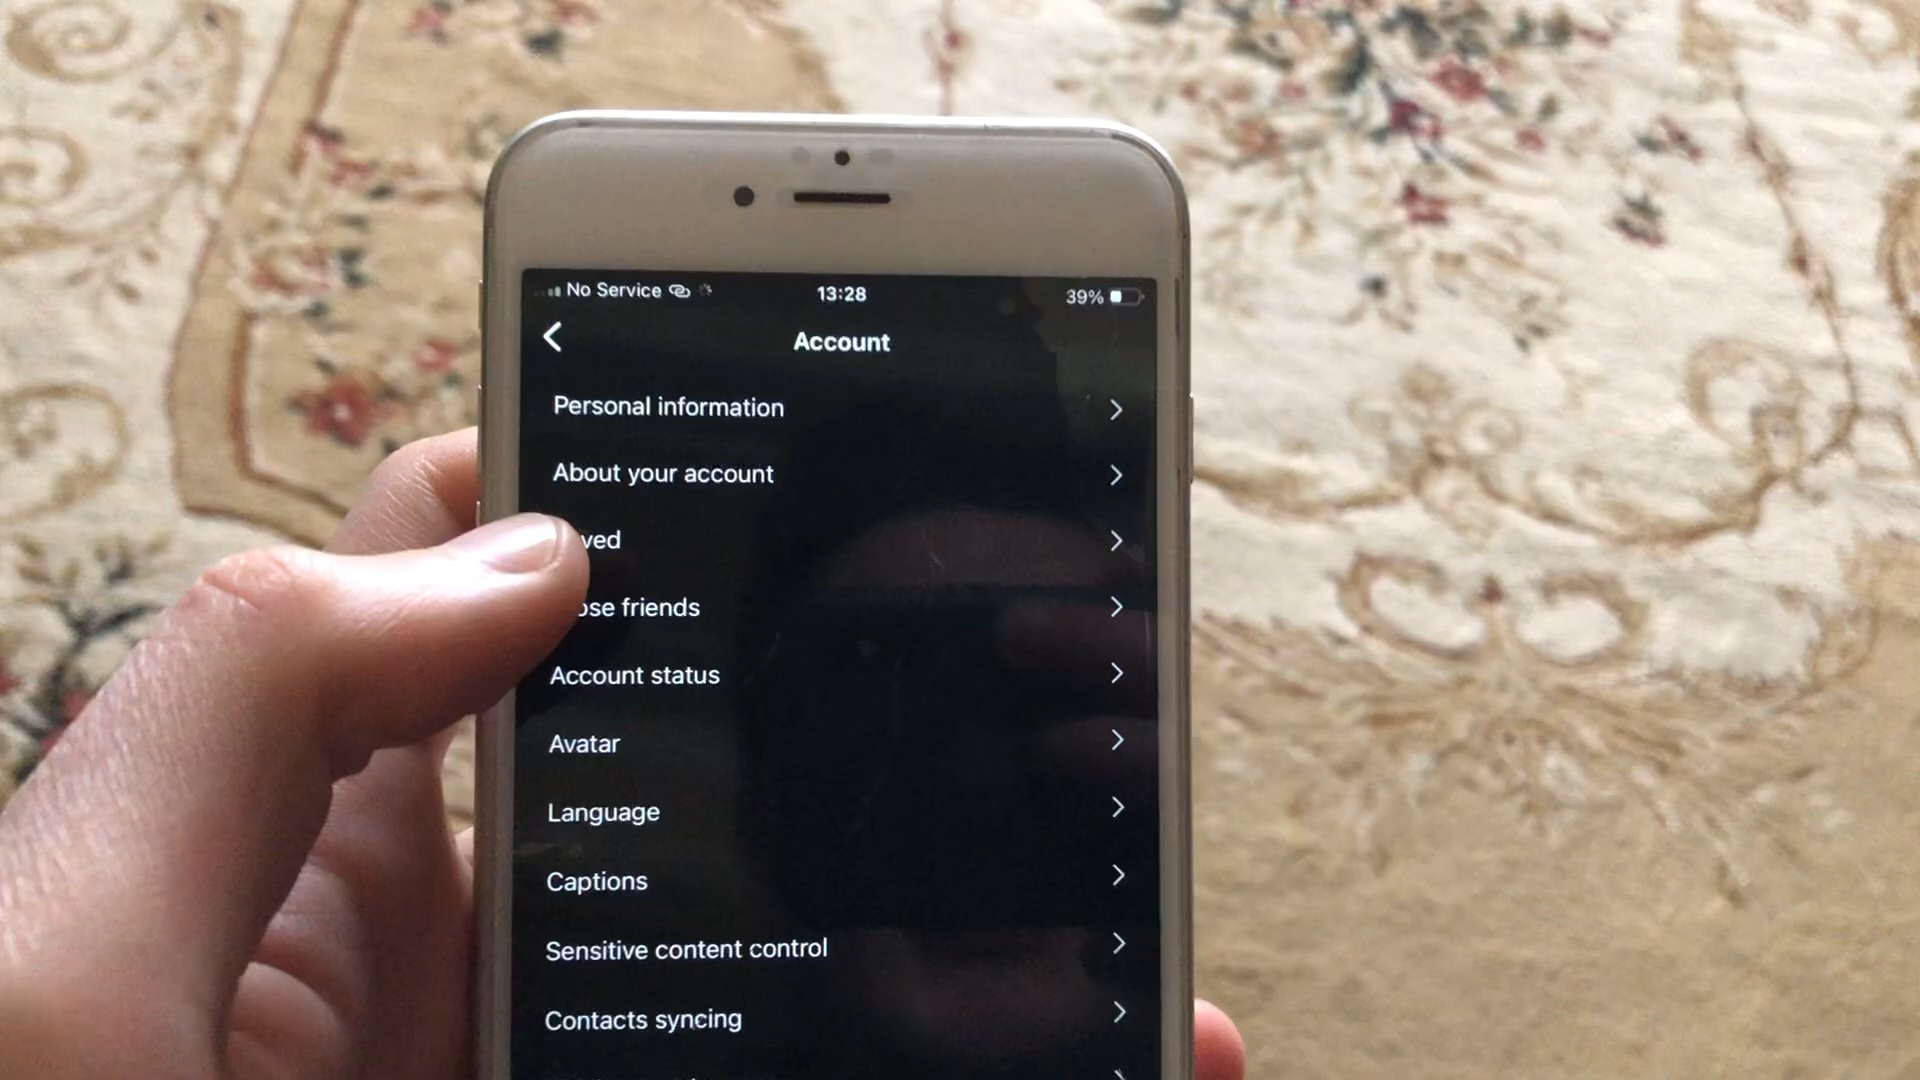 No Service
13:28
39%
Account
Personal information
About your account
ved
ose friends
Account status
Avatar
Language
Captions
Sensitive content control
Contacts syncing